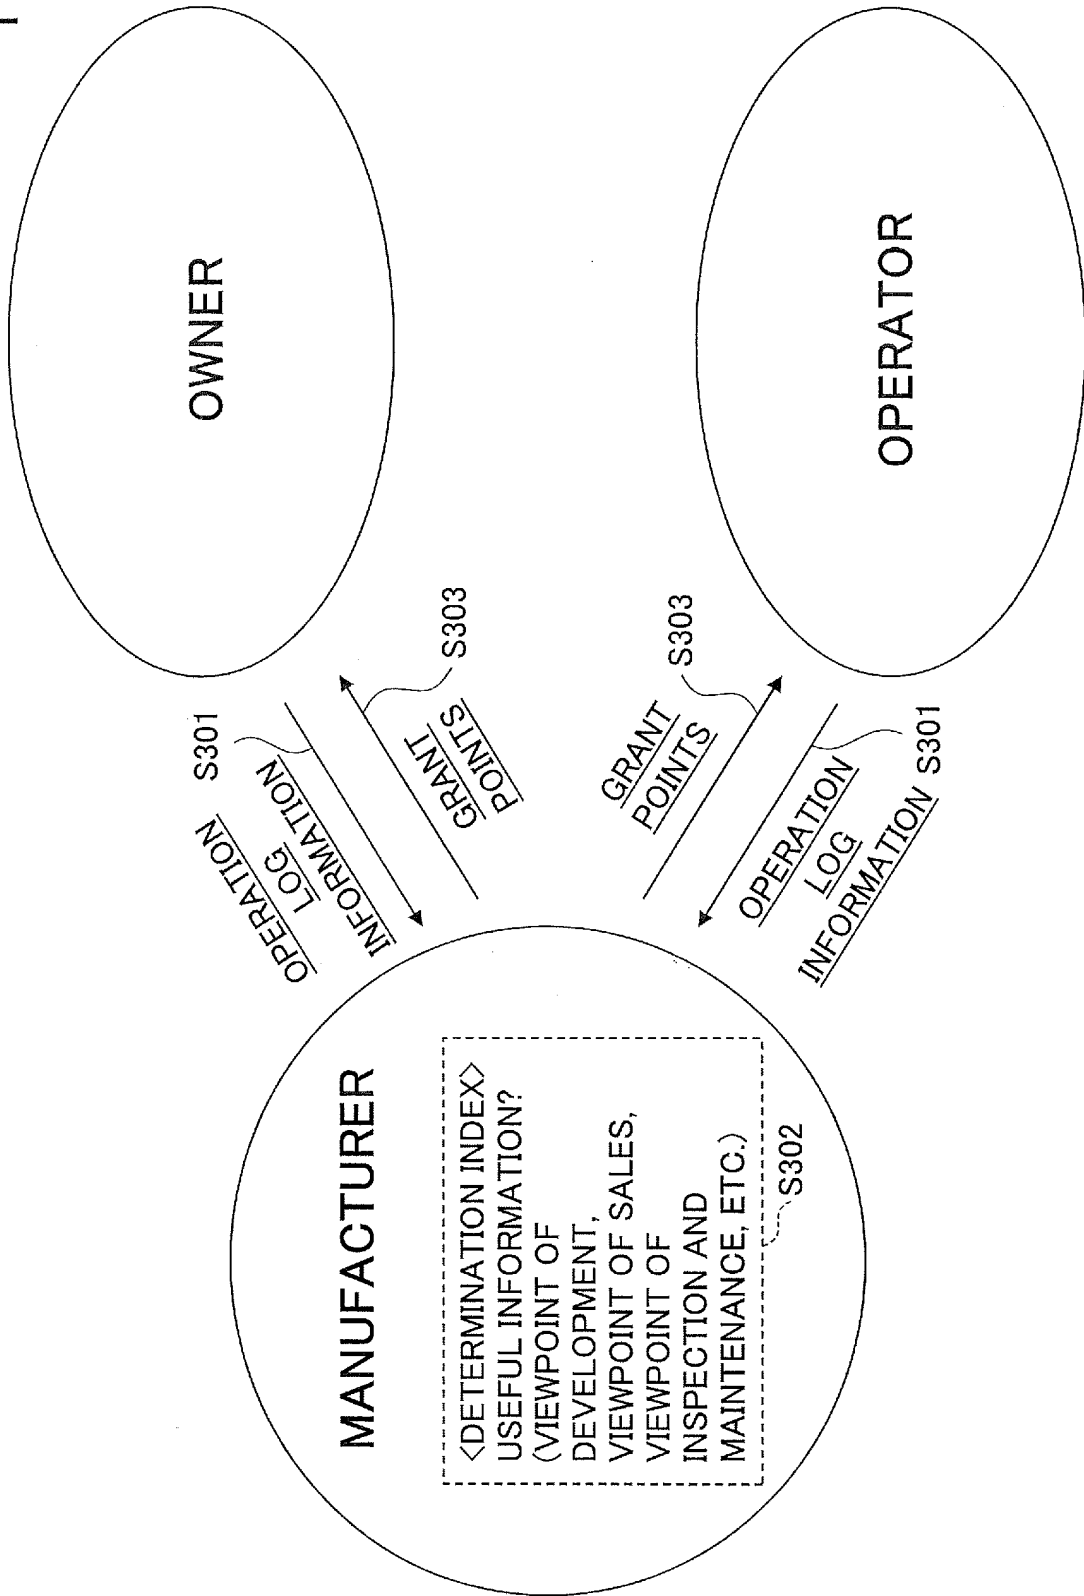 MANUFACTURER
<DETERMINATION INDEX>
USEFUL INFORMATION?
(VIEWPOINT OF
DEVELOPMENT,
VIEWPOINT OF SALES,
VIEWPOINT OF
INSPECTION AND
MAINTENANCE, ETC.)
S302
OPERATION
LOG
INFORMATION
S301
GRANT
POINTS
S303
OWNER
GRANT
POINTS
S303
OPERATION
LOG
INFORMATION
S301
OPERATOR